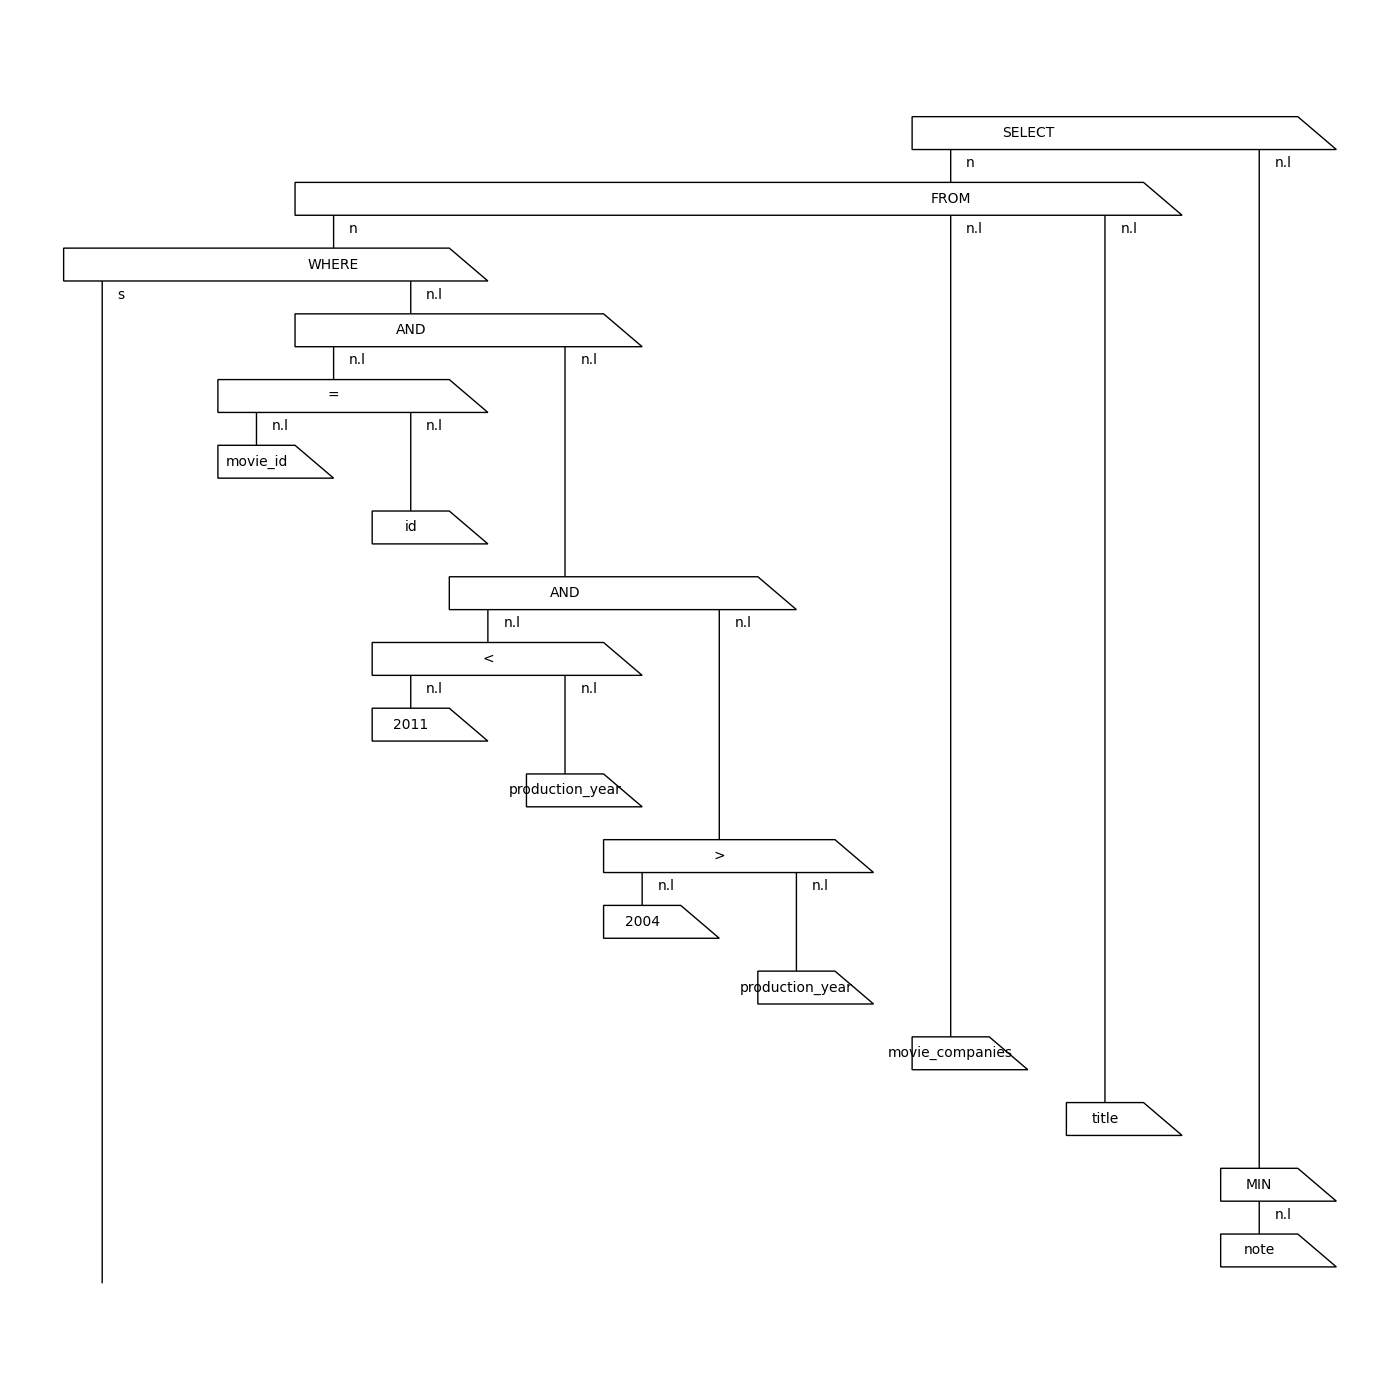 SELECT
n n.l
FROM
n n.l n.l
WHERE
s n.l
AND
n.l n.l
=
n.l n.l
movie_id
id
AND
n.l n.l
<
n.l n.l
2011
production_year
>
n.l n.l
2004
production_year
movie_companies
title
MIN
n.l
note